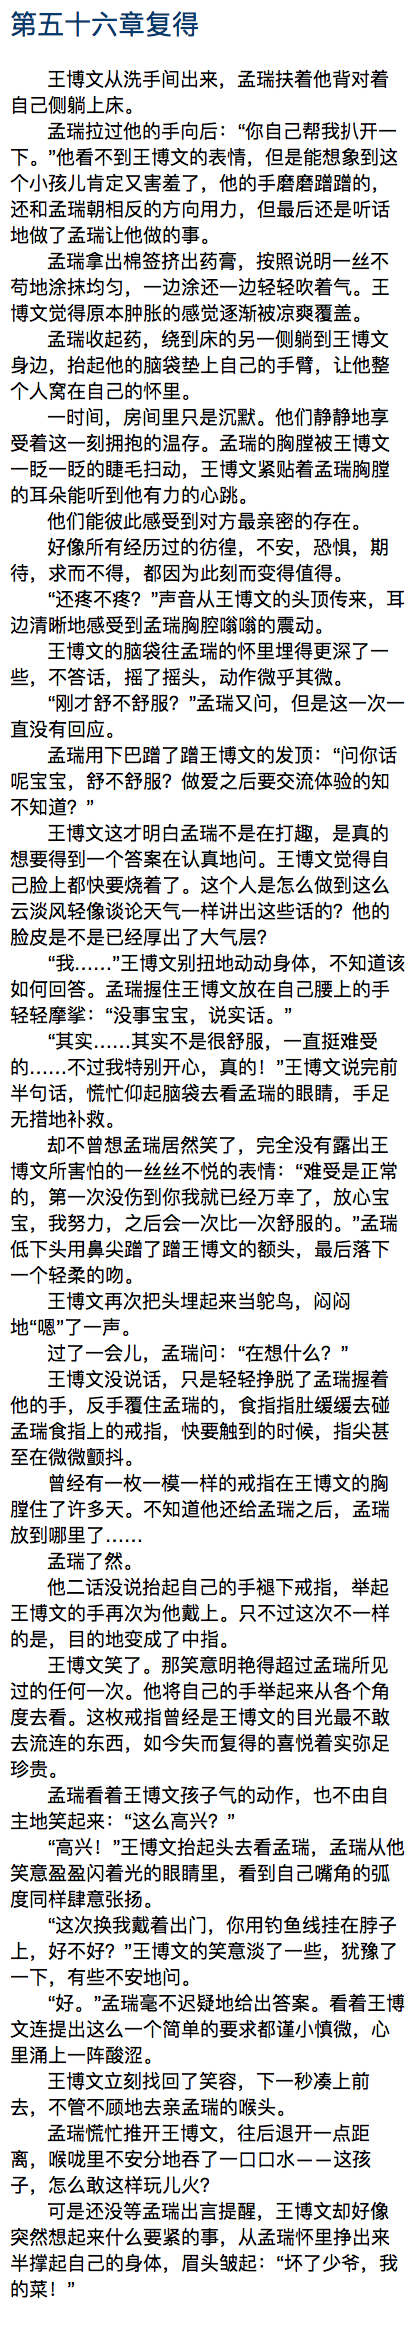 第五十六章复得
王博文从洗手间出来，孟瑞扶着他背对着
自己侧躺上床。
孟瑞拉过他的手向后：“你自己帮我扒开一
下。”他看不到王博文的表情，但是能想象到这
个小孩儿肯定又害羞了，他的手磨磨蹭蹭的，
还和孟瑞朝相反的方向用力，但最后还是听话
地做了孟瑞让他做的事。
孟瑞拿出棉签挤出药膏，按照说明一丝不
苟地涂抹均匀，一边涂还一边轻轻吹着气。王
博文觉得原本肿胀的感觉逐渐被凉爽覆盖。
孟瑞收起药，绕到床的另一侧躺到王博文
身边，抬起他的脑袋垫上自己的手臂，让他整
个人窝在自己的怀里。
一时间，房间里只是沉默。他们静静地享
受着这一刻拥抱的温存。孟瑞的胸膛被王博文
一眨一眨的睫毛扫动，王博文紧贴着孟瑞胸膛
的耳朵能听到他有力的心跳。
他们能彼此感受到对方最亲密的存在。
好像所有经历过的彷徨，不安，恐惧，期
待，求而不得，都因为此刻而变得值得。
“还疼不疼？”声音从王博文的头顶传来，耳
边清晰地感受到孟瑞胸腔嗡嗡的震动。
王博文的脑袋往孟瑞的怀里埋得更深了一
些，不答话，摇了摇头，动作微乎其微。
“刚才舒不舒服？”孟瑞又问，但是这一次一
直没有回应。
孟瑞用下巴蹭了蹭王博文的发顶：“问你话
呢宝宝，舒不舒服？做爱之后要交流体验的知
不知道？”
王博文这才明白孟瑞不是在打趣，是真的
想要得到一个答案在认真地问。王博文觉得自
己脸上都快要烧着了。这个人是怎么做到这么
云淡风轻像谈论天气一样讲出这些话的？他的
脸皮是不是已经厚出了大气层？
“我……”王博文别扭地动动身体，不知道该
如何回答。孟瑞握住王博文放在自己腰上的手
轻轻摩挲：“没事宝宝，说实话。”
“其实……其实不是很舒服，一直挺难受
的……不过我特别开心，真的！”王博文说完前
半句话，慌忙仰起脑袋去看孟瑞的眼睛，手足
无措地补救。
却不曾想孟瑞居然笑了，完全没有露出王
博文所害怕的一丝丝不悦的表情：“难受是正常
的，第一次没伤到你我就已经万幸了，放心宝
宝，我努力，之后会一次比一次舒服的。”孟瑞
低下头用鼻尖蹭了蹭王博文的额头，最后落下
一个轻柔的吻。
王博文再次把头埋起来当鸵鸟，闷闷
地“嗯”了一声。
过了一会儿，孟瑞问：“在想什么？”
王博文没说话，只是轻轻挣脱了孟瑞握着
他的手，反手覆住孟瑞的，食指指肚缓缓去碰
孟瑞食指上的戒指，快要触到的时候，指尖甚
至在微微颤抖。
曾经有一枚一模一样的戒指在王博文的胸
膛住了许多天。不知道他还给孟瑞之后，孟瑞
放到哪里了……
孟瑞了然。
他二话没说抬起自己的手褪下戒指，举起
王博文的手再次为他戴上。只不过这次不一样
的是，目的地变成了中指。
王博文笑了。那笑意明艳得超过孟瑞所见
过的任何一次。他将自己的手举起来从各个角
度去看。这枚戒指曾经是王博文的目光最不敢
去流连的东西，如今失而复得的喜悦着实弥足
珍贵。
孟瑞看着王博文孩子气的动作，也不由自
主地笑起来：“这么高兴？”
“高兴！”王博文抬起头去看孟瑞，孟瑞从他
笑意盈盈闪着光的眼睛里，看到自己嘴角的弧
度同样肆意张扬。
“这次换我戴着出门，你用钓鱼线挂在脖子
上，好不好？”王博文的笑意淡了一些，犹豫了
一下，有些不安地问。
“好。”孟瑞毫不迟疑地给出答案。看着王博
文连提出这么一个简单的要求都谨小慎微，心
里涌上一阵酸涩。
王博文立刻找回了笑容，下一秒凑上前
去，不管不顾地去亲孟瑞的喉头。
孟瑞慌忙推开王博文，往后退开一点距
离，喉咙里不安分地吞了一口口水——这孩
子，怎么敢这样玩儿火？
可是还没等孟瑞出言提醒，王博文却好像
突然想起来什么要紧的事，从孟瑞怀里挣出来
半撑起自己的身体，眉头皱起：“坏了少爷，我
的菜！”